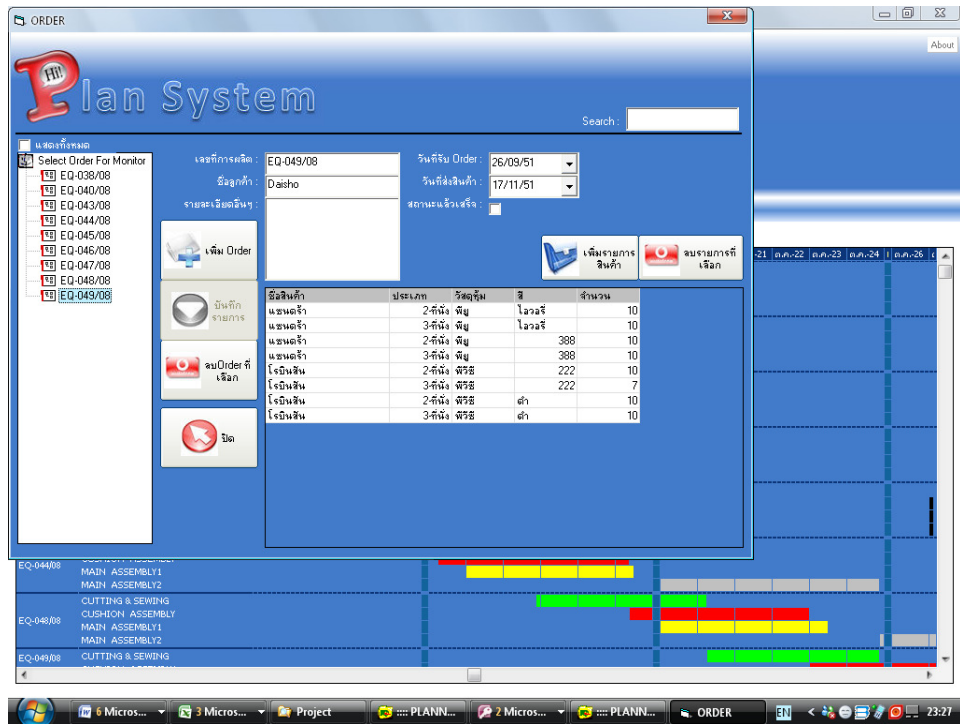 ORDER
About
Hi!
Plan System
Search :
แสดงทั้งหมด
Select Order For Monitor
EQ-038/08
EQ-040/08
EQ-043/08
EQ-044/08
EQ-045/08
EQ-046/08
EQ-047/08
EQ-048/08
EQ-049/08
เลขที่การผลิต : EQ-049/08
วันที่รับ Order : 26/09/51
ชื่อลูกค้า : Daisho
วันที่ส่งสินค้า : 17/11/51
รายละเอียดอื่นๆ :
สถานะแล้วเสร็จ :
เพิ่ม Order
บันทึก
รายการ
ลบOrder ที่
เลือก
ปิด
เพิ่มรายการ
สินค้า
ลบรายการที่
เลือก
ชื่อสินค้า ประเภท วัสดุหุ้ม สี จำนวน
แซนดร้า 2-ที่นั่ง พียู ไอวอรี่ 10
แซนดร้า 3-ที่นั่ง พียู ไอวอรี่ 10
แซนดร้า 2-ที่นั่ง พียู 388 10
แซนดร้า 3-ที่นั่ง พียู 388 10
โรบินสัน 2-ที่นั่ง พีวีซี 222 10
โรบินสัน 3-ที่นั่ง พีวีซี 222 7
โรบินสัน 2-ที่นั่ง พีวีซี ดำ 10
โรบินสัน 3-ที่นั่ง พีวีซี ดำ 10
-21 ต.ค.-22 ต.ค.-23 ต.ค.-24 ต.ค.-26
EQ-044/08
MAIN ASSEMBLY1
MAIN ASSEMBLY2
EQ-048/08
CUTTING & SEWING
CUSHION ASSEMBLY
MAIN ASSEMBLY1
MAIN ASSEMBLY2
EQ-049/08
CUTTING & SEWING
6 Micros... 3 Micros... Project :::: PLANN... 2 Micros... :::: PLANN... ORDER EN 23:27